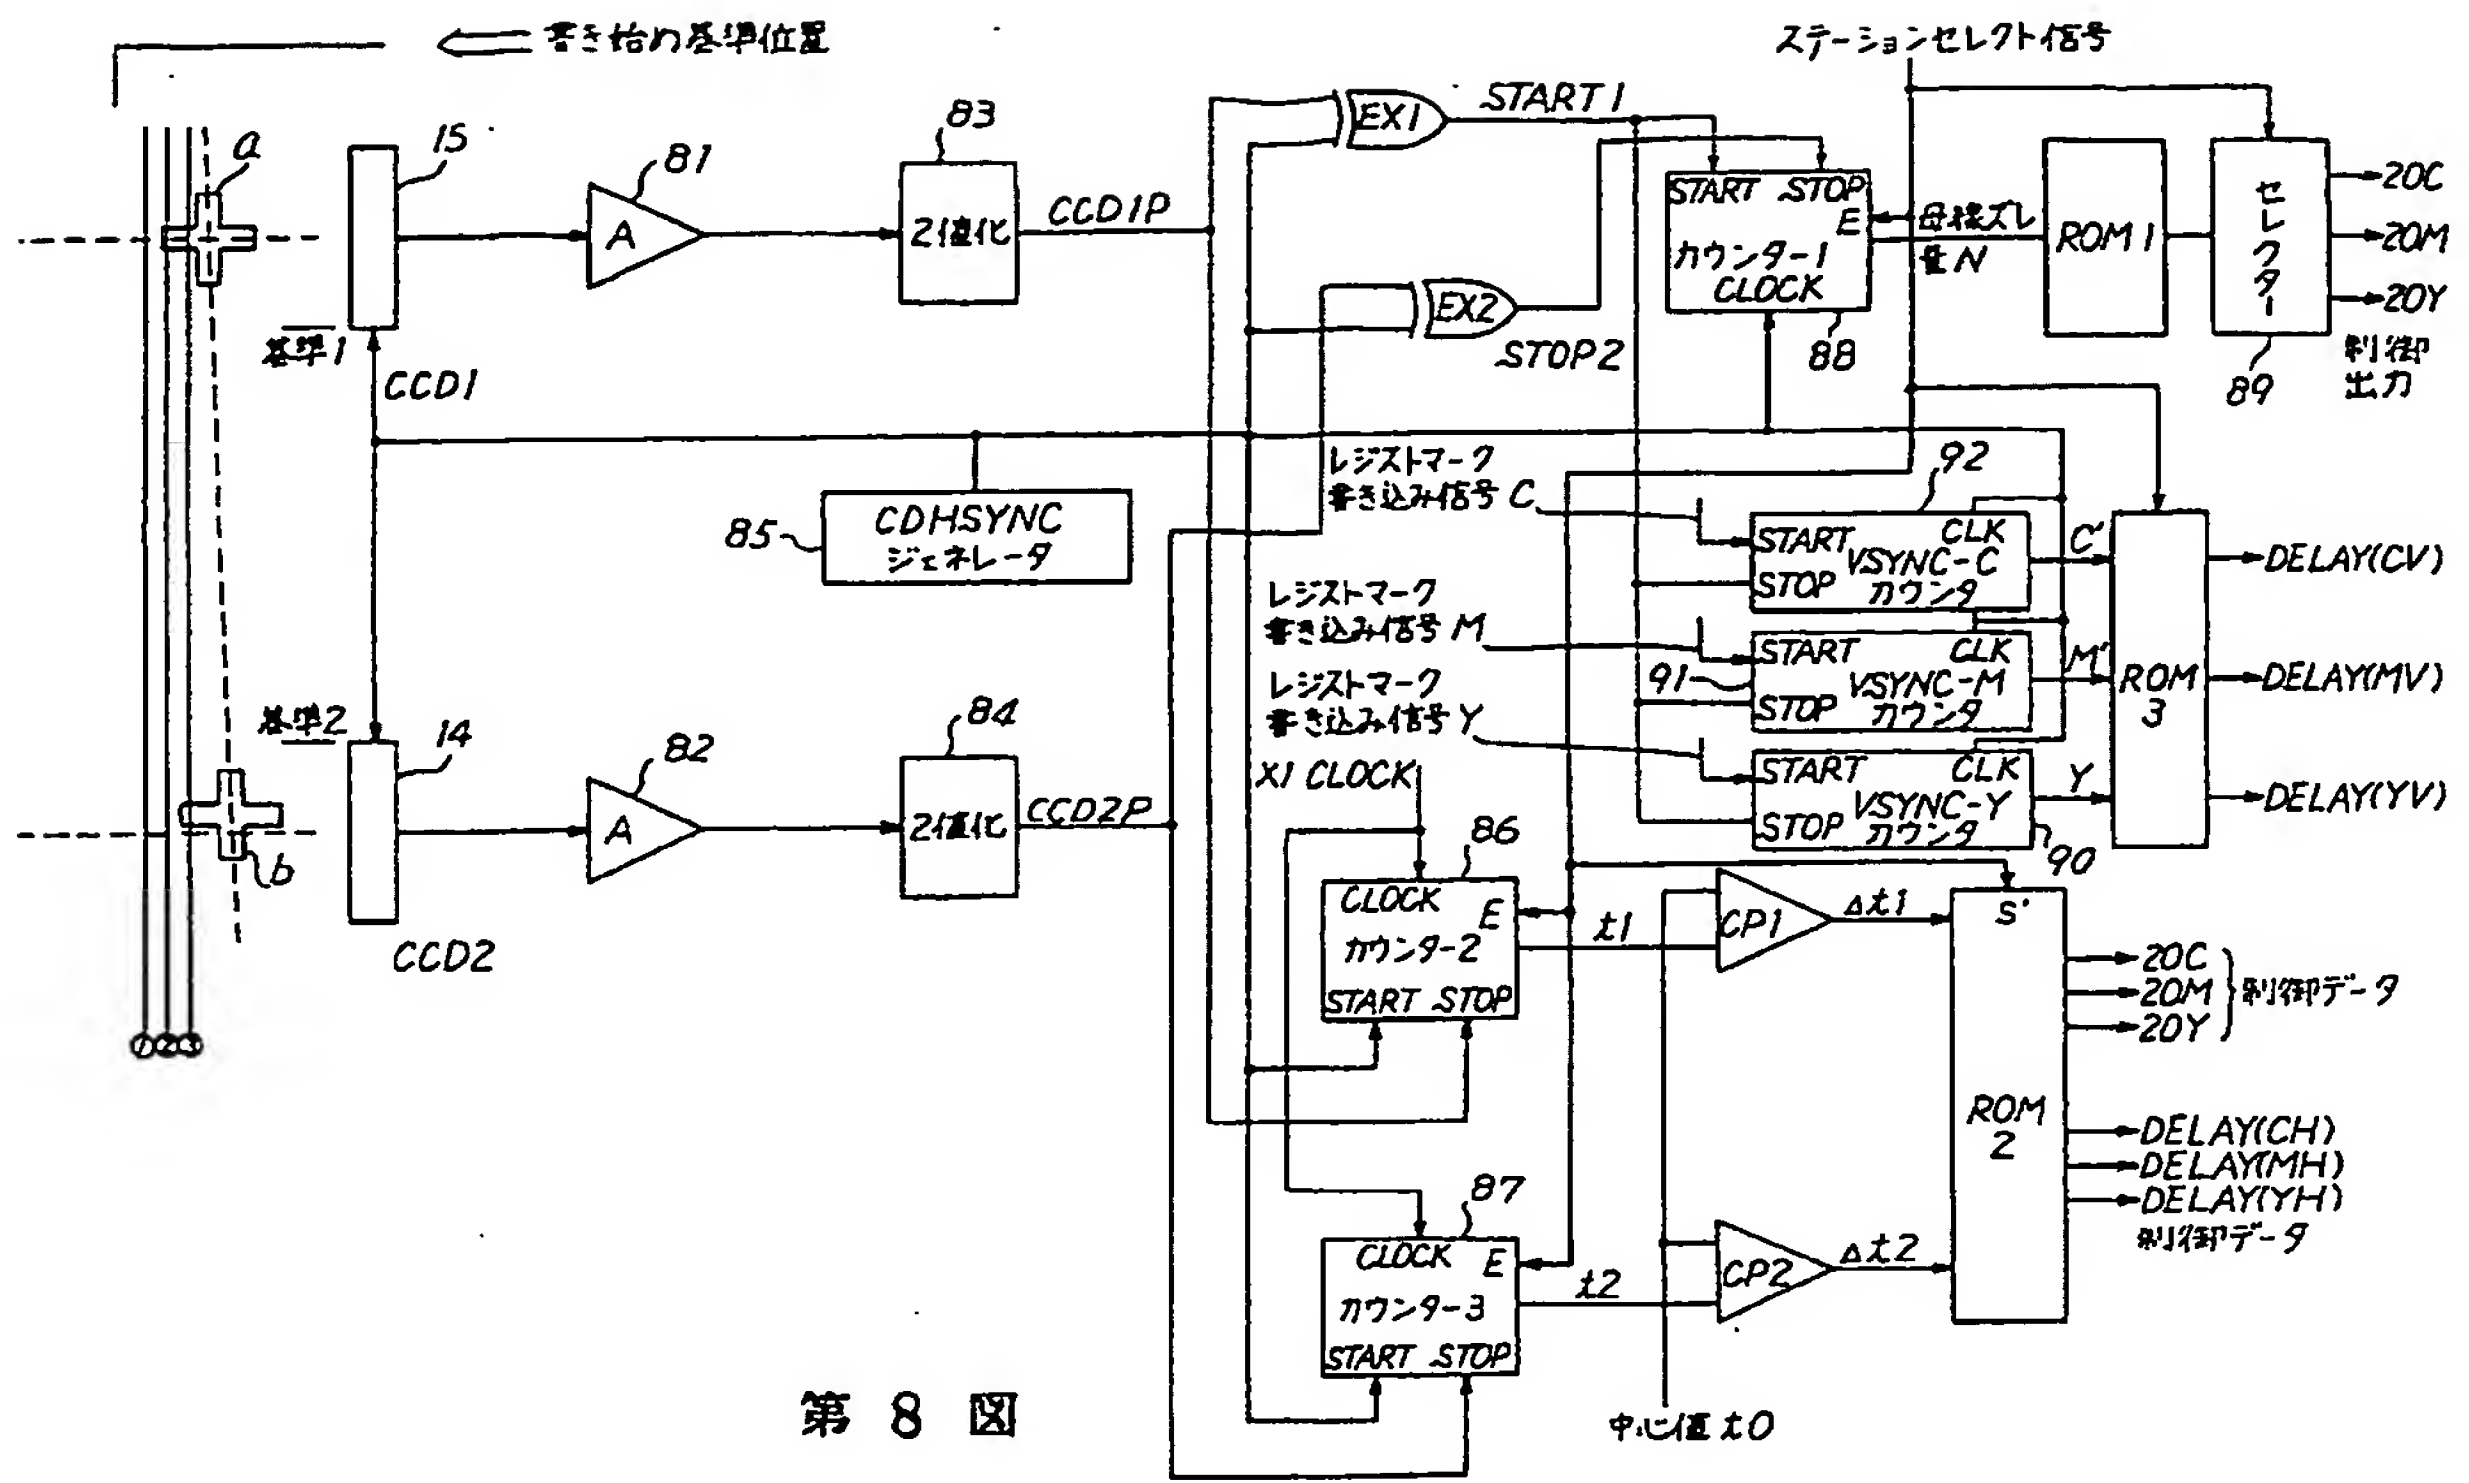 書き始めの基準位置
ステーションセレクト信号
a
15
81
83
A
2値化
CCD1P
EX1
START1
START STOP
E
カウンター1
CLOCK
88
母線ズレ
量N
ROM1
セレクター
89
20C
20M
20Y
制御
出力
基準1
CCD1
EX2
STOP2
CDHSYNC
ジェネレータ
85
レジストマーク
書き込み信号 C
92
START CLK
VSYNC-C
STOP カウンタ
C'
レジストマーク
書き込み信号 M
91
START CLK
VSYNC-M
STOP カウンタ
M'
レジストマーク
書き込み信号 Y
START CLK
VSYNC-Y
STOP カウンタ
Y
90
ROM
3
DELAY(CV)
DELAY(MV)
DELAY(YV)
基準2
14
82
84
A
2値化
CCD2P
b
CCD2
① ② ③
X1 CLOCK
86
CLOCK
E
カウンター2
START STOP
t1
CP1
Δt1
S'
20C
20M
20Y
制御データ
ROM
2
DELAY(CH)
DELAY(MH)
DELAY(YH)
制御データ
87
CLOCK E
カウンター3
START STOP
t2
CP2
Δt2
中心値 t0
第 8 図